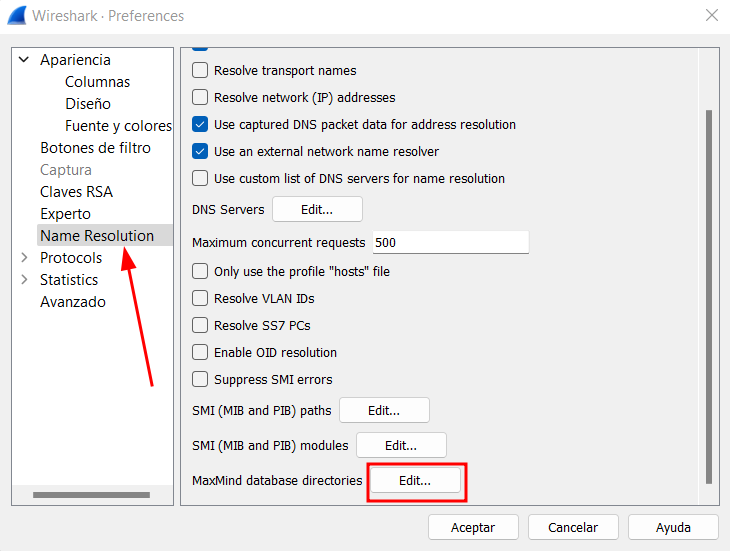 Wireshark · Preferences
Apariencia
Columnas
Diseño
Fuente y colores
Botones de filtro
Captura
Claves RSA
Experto
Name Resolution
Protocols
Statistics
Avanzado
Resolve transport names
Resolve network (IP) addresses
Use captured DNS packet data for address resolution
Use an external network name resolver
Use custom list of DNS servers for name resolution
DNS Servers Edit...
Maximum concurrent requests 500
Only use the profile "hosts" file
Resolve VLAN IDs
Resolve SS7 PCs
Enable OID resolution
Suppress SMI errors
SMI (MIB and PIB) paths Edit...
SMI (MIB and PIB) modules Edit...
MaxMind database directories Edit...
Aceptar Cancelar Ayuda